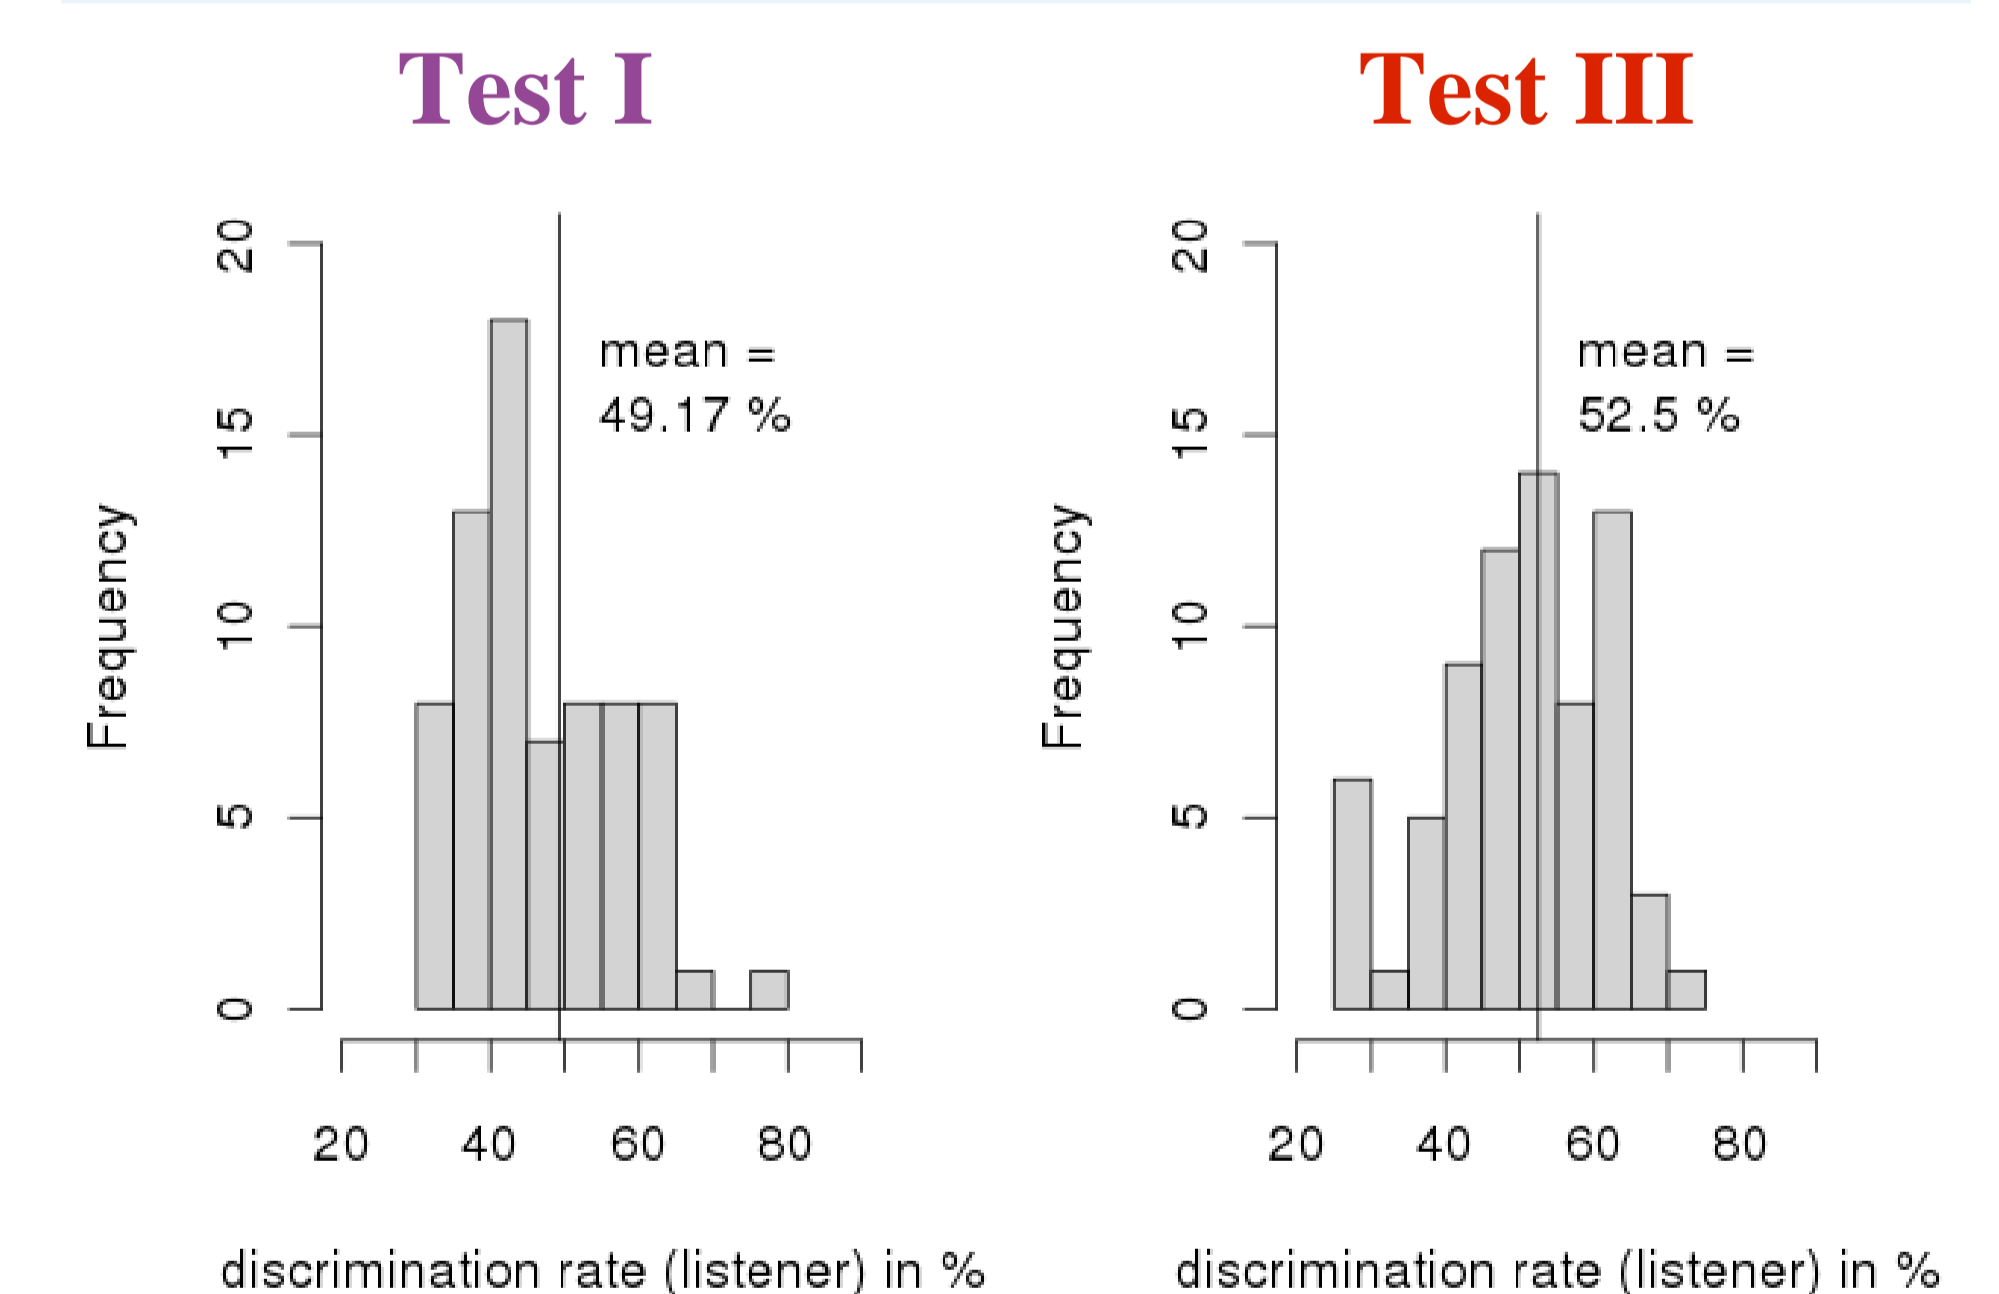 Test I
Test III
mean =
49.17 %
mean =
52.5 %
Frequency
20
15
10
5
0
20
40
60
80
discrimination rate (listener) in %
Frequency
20
15
10
5
0
20
40
60
80
discrimination rate (listener) in %